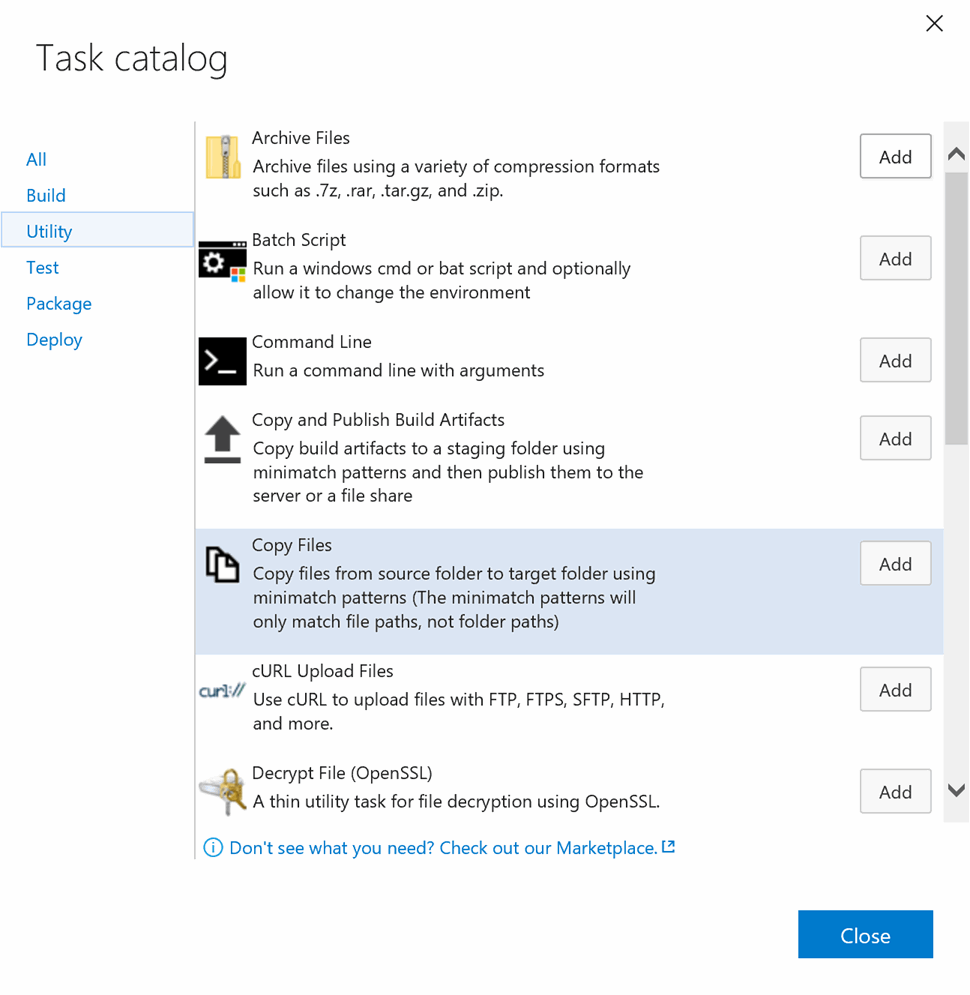 Task catalog
All
Build
Utility
Test
Package
Deploy
Archive Files
Archive files using a variety of compression formats
such as .7z, .rar, .tar.gz, and .zip.
Add
Batch Script
Run a windows cmd or bat script and optionally
allow it to change the environment
Add
Command Line
Run a command line with arguments
Add
Copy and Publish Build Artifacts
Copy build artifacts to a staging folder using
minimatch patterns and then publish them to the
server or a file share
Add
Copy Files
Copy files from source folder to target folder using
minimatch patterns (The minimatch patterns will
only match file paths, not folder paths)
Add
curl://
cURL Upload Files
Use cURL to upload files with FTP, FTPS, SFTP, HTTP,
and more.
Add
Decrypt File (OpenSSL)
A thin utility task for file decryption using OpenSSL.
Add
Don't see what you need? Check out our Marketplace.
Close